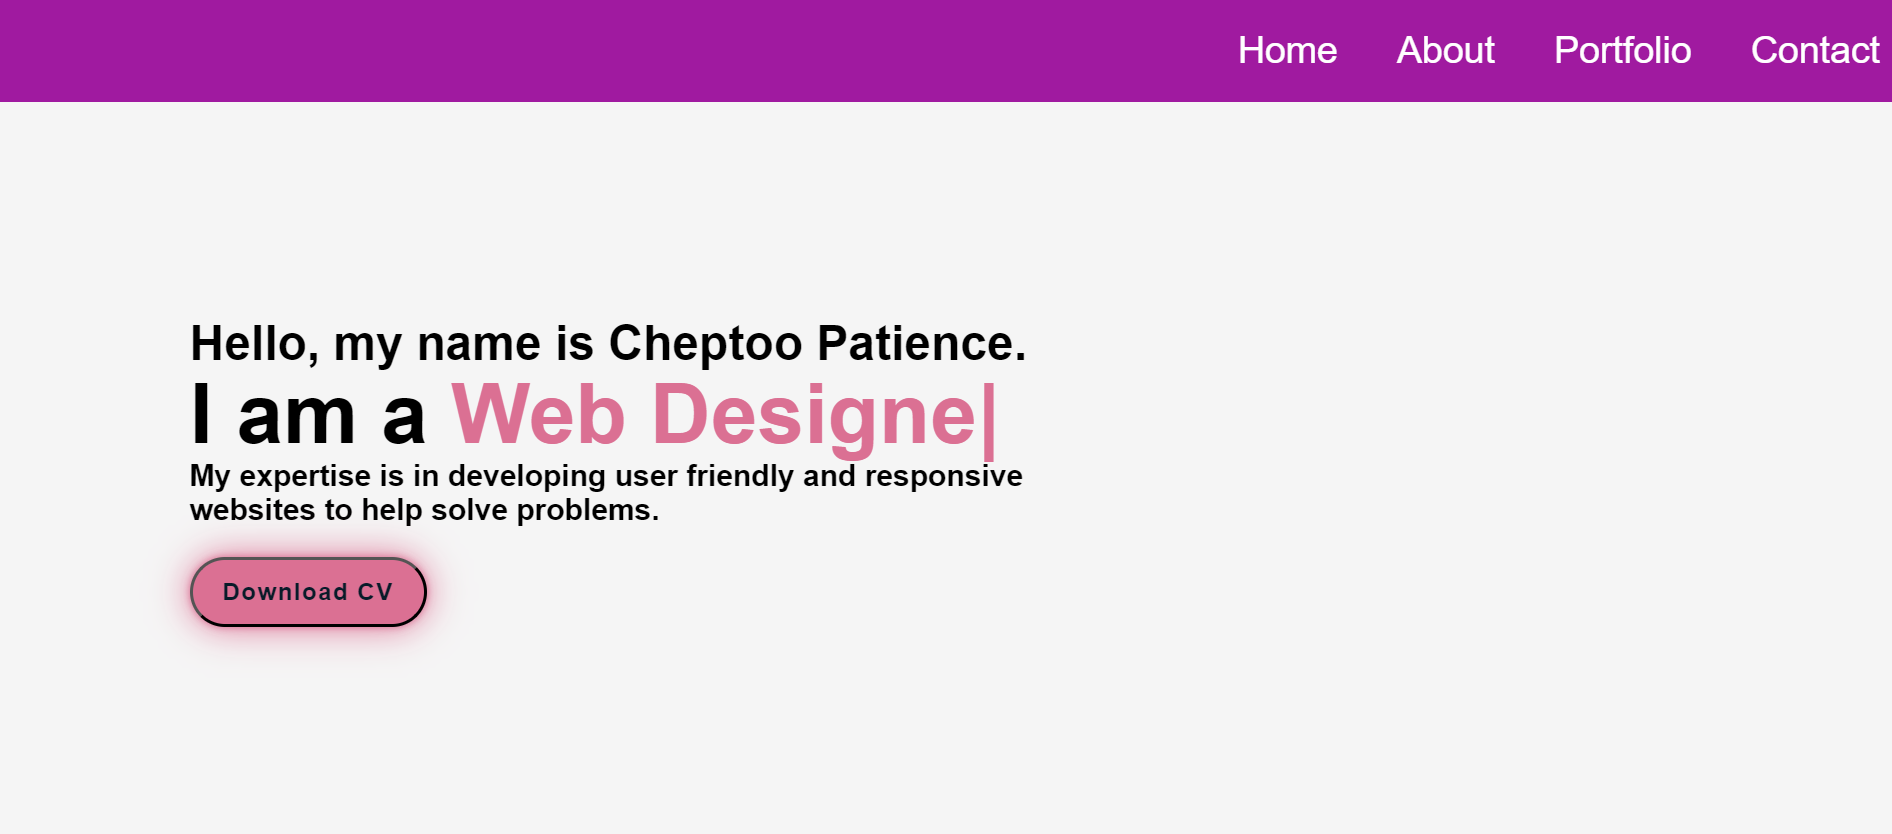 Home About Portfolio Contact
Hello, my name is Cheptoo Patience.
I am a Web Designe|
My expertise is in developing user friendly and responsive
websites to help solve problems.
Download CV